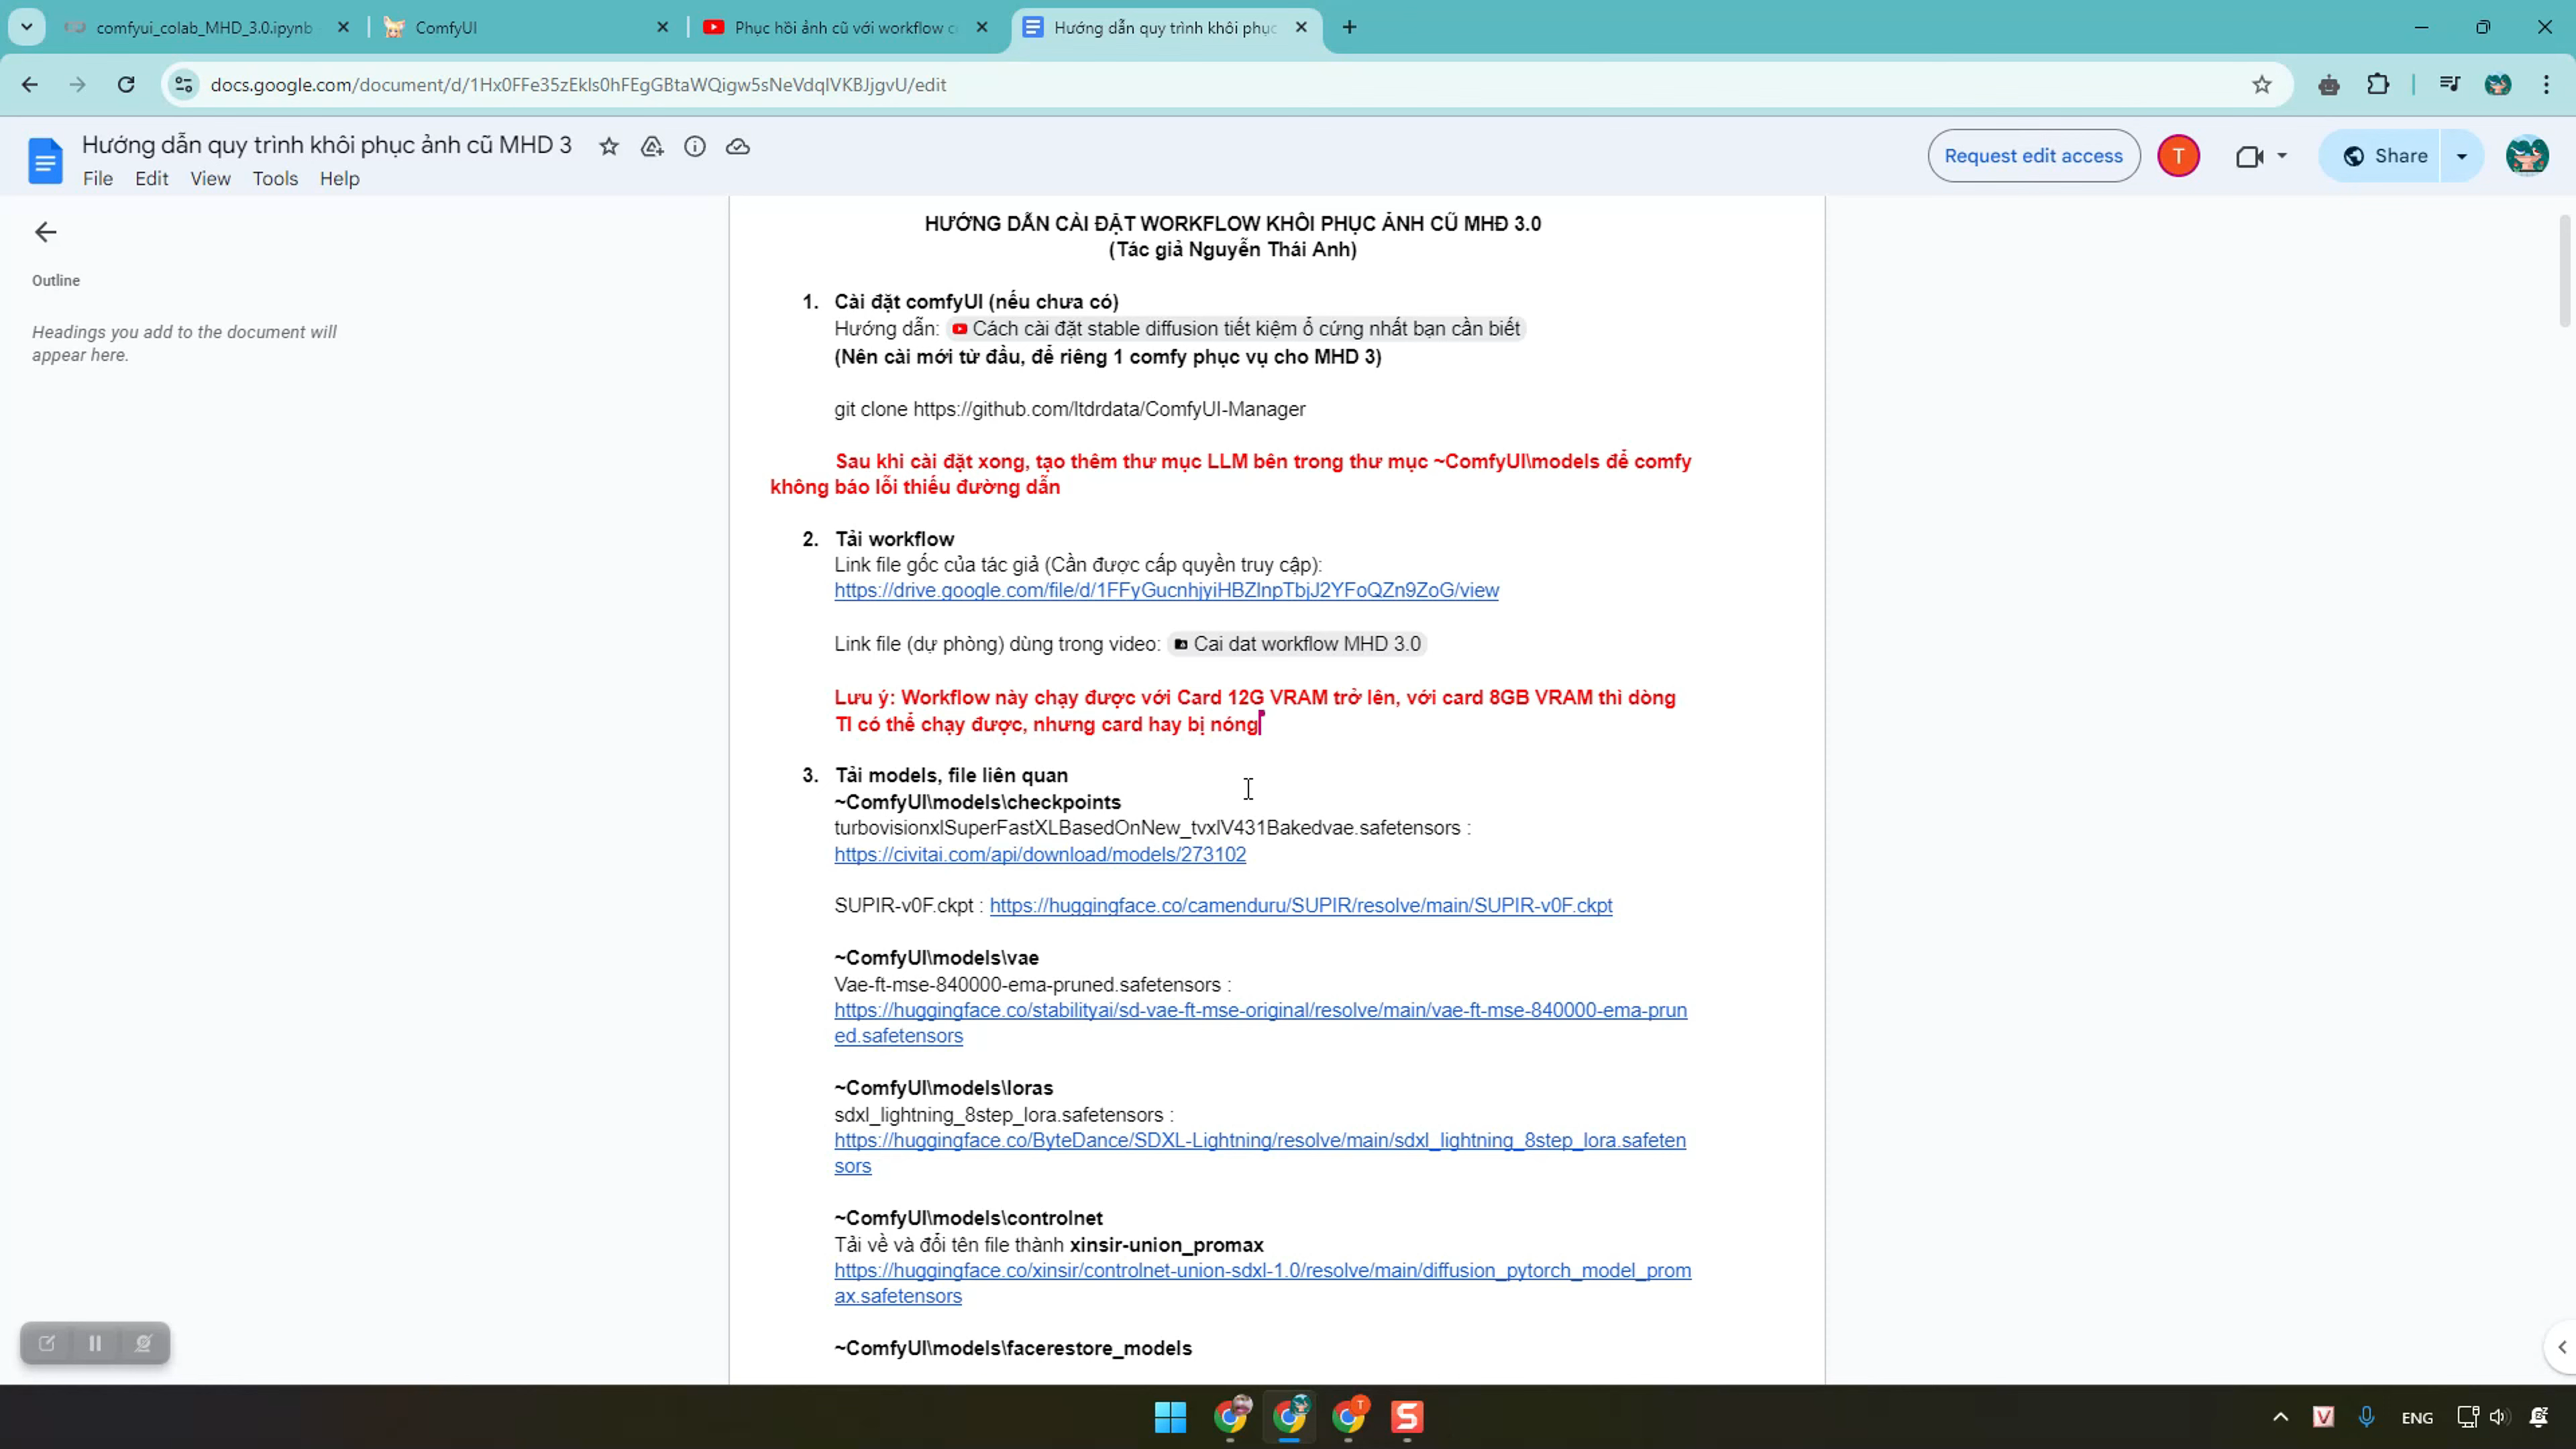 comfyui_colab_MHD_3.0.ipynb
ComfyUI
Phục hồi ảnh cũ với workflow c
Hướng dẫn quy trình khôi phục
docs.google.com/document/d/1Hx0FFe35zEkls0hFEgGBtaWQigw5sNeVdqlVKBJjgvU/edit
Hướng dẫn quy trình khôi phục ảnh cũ MHD 3
File Edit View Tools Help
Request edit access
T
Share
Outline
Headings you add to the document will
appear here.
HƯỚNG DẪN CÀI ĐẶT WORKFLOW KHÔI PHỤC ẢNH CŨ MHĐ 3.0
(Tác giả Nguyễn Thái Anh)
1. Cài đặt comfyUI (nếu chưa có)
Hướng dẫn: Cách cài đặt stable diffusion tiết kiệm ổ cứng nhất bạn cần biết
(Nên cài mới từ đầu, để riêng 1 comfy phục vụ cho MHD 3)
git clone https://github.com/ltdrdata/ComfyUI-Manager
Sau khi cài đặt xong, tạo thêm thư mục LLM bên trong thư mục ~ComfyUI\models để comfy
không báo lỗi thiếu đường dẫn
2. Tải workflow
Link file gốc của tác giả (Cần được cấp quyền truy cập):
https://drive.google.com/file/d/1FFyGucnhjyiHBZlnpTbjJ2YFoQZn9ZoG/view
Link file (dự phòng) dùng trong video: Cai dat workflow MHD 3.0
Lưu ý: Workflow này chạy được với Card 12G VRAM trở lên, với card 8GB VRAM thì dòng
TI có thể chạy được, nhưng card hay bị nóng
3. Tải models, file liên quan
~ComfyUI\models\checkpoints
turbovisionxlSuperFastXLBasedOnNew_tvxlV431Bakedvae.safetensors :
https://civitai.com/api/download/models/273102
SUPIR-v0F.ckpt : https://huggingface.co/camenduru/SUPIR/resolve/main/SUPIR-v0F.ckpt
~ComfyUI\models\vae
Vae-ft-mse-840000-ema-pruned.safetensors :
https://huggingface.co/stabilityai/sd-vae-ft-mse-original/resolve/main/vae-ft-mse-840000-ema-prun
ed.safetensors
~ComfyUI\models\loras
sdxl_lightning_8step_lora.safetensors :
https://huggingface.co/ByteDance/SDXL-Lightning/resolve/main/sdxl_lightning_8step_lora.safeten
sors
~ComfyUI\models\controlnet
Tải về và đổi tên file thành xinsir-union_promax
https://huggingface.co/xinsir/controlnet-union-sdxl-1.0/resolve/main/diffusion_pytorch_model_prom
ax.safetensors
~ComfyUI\models\facerestore_models
ENG